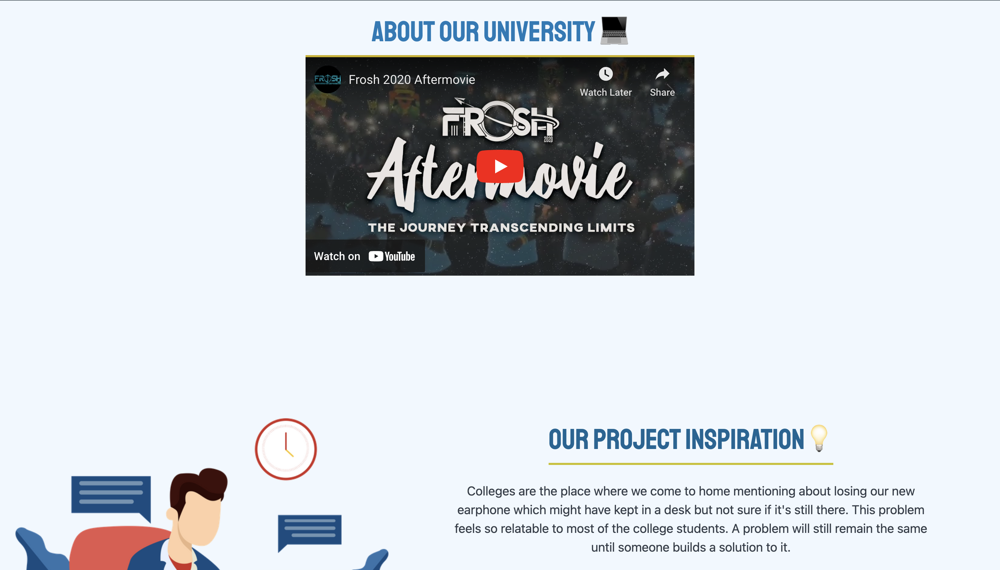 ABOUT OUR UNIVERSITY
FROSH
Frosh 2020 Aftermovie
Watch Later
Share
FROSH
2020
Aftermovie
THE JOURNEY TRANSCENDING LIMITS
Watch on YouTube
OUR PROJECT INSPIRATION
Colleges are the place where we come to home mentioning about losing our new
earphone which might have kept in a desk but not sure if it's still there. This problem
feels so relatable to most of the college students. A problem will still remain the same
until someone builds a solution to it.